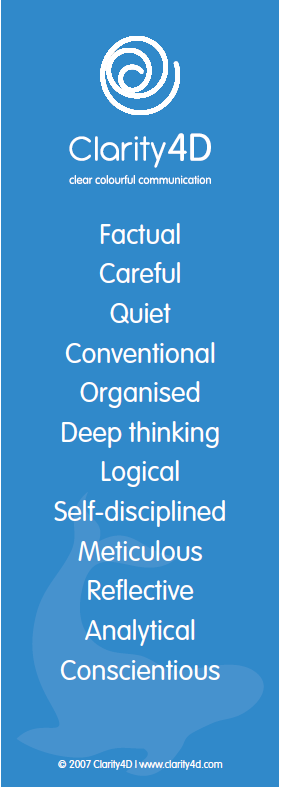 Clarity4D
clear colourful communication
Factual
Careful
Quiet
Conventional
Organised
Deep thinking
Logical
Self-disciplined
Meticulous
Reflective
Analytical
Conscientious
© 2007 Clarity4D | www.clarity4d.com